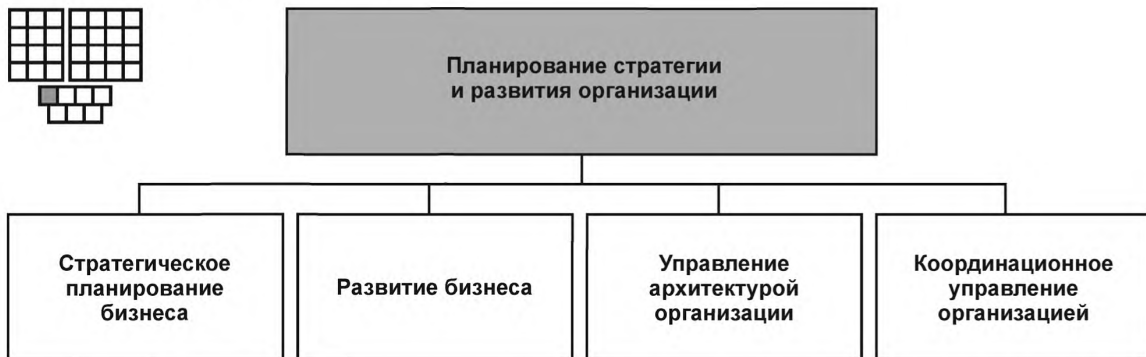 Планирование стратегии
и развития организации
Стратегическое
планирование
бизнеса
Развитие бизнеса
Управление
архитектурой
организации
Координационное
управление
организацией